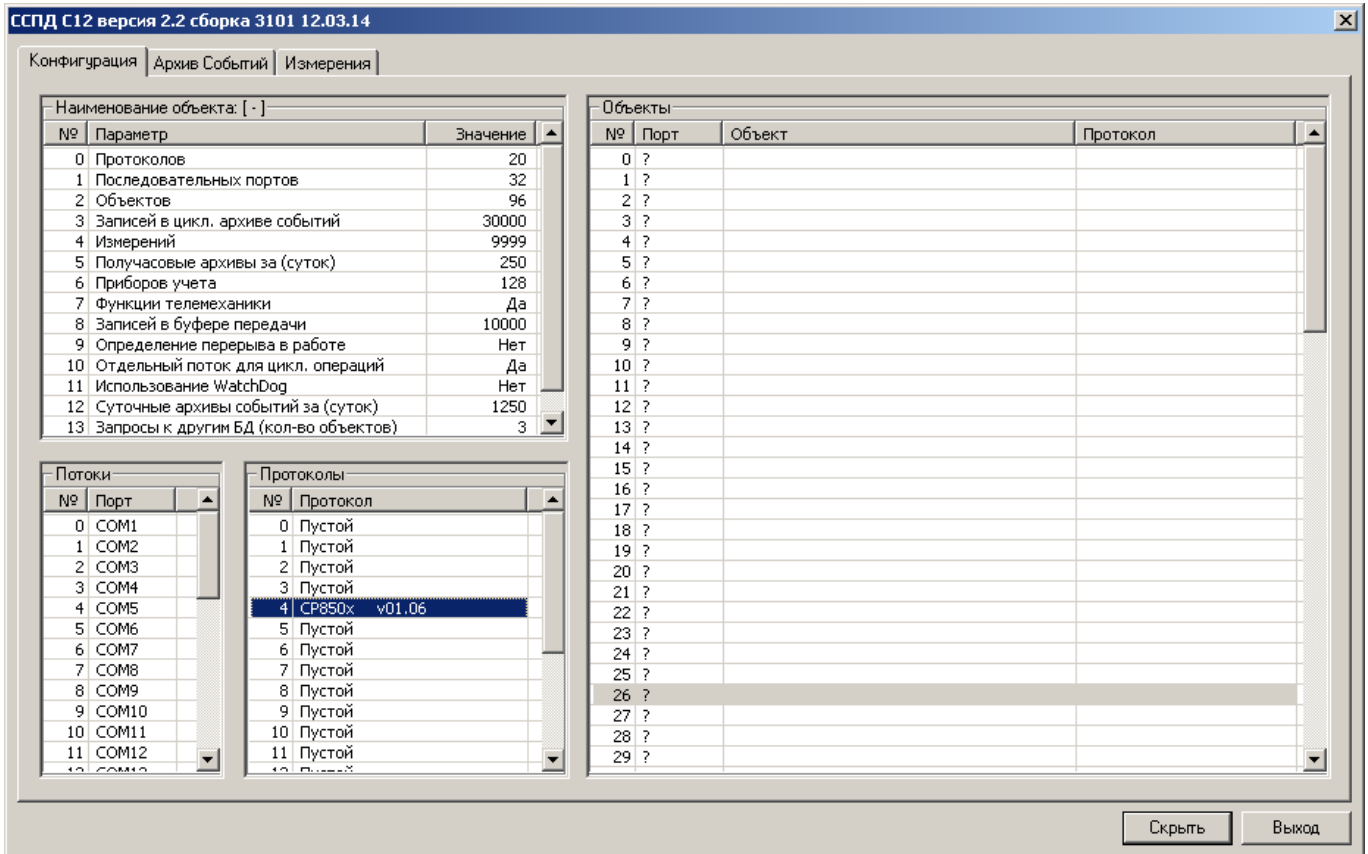 ССПД C12 версия 2.2 сборка 3101 12.03.14
Конфигурация Архив Событий Измерения
Наименование объекта: [ - ]
№ Параметр Значение
0 Протоколов 20
1 Последовательных портов 32
2 Объектов 96
3 Записей в цикл. архиве событий 30000
4 Измерений 9999
5 Получасовые архивы за (суток) 250
6 Приборов учета 128
7 Функции телемеханики Да
8 Записей в буфере передачи 10000
9 Определение перерыва в работе Нет
10 Отдельный поток для цикл. операций Да
11 Использование WatchDog Нет
12 Суточные архивы событий за (суток) 1250
13 Запросы к другим БД (кол-во объектов) 3
Потоки
№ Порт
0 COM1
1 COM2
2 COM3
3 COM4
4 COM5
5 COM6
6 COM7
7 COM8
8 COM9
9 COM10
10 COM11
11 COM12
Протоколы
№ Протокол
0 Пустой
1 Пустой
2 Пустой
3 Пустой
4 CP850x v01.06
5 Пустой
6 Пустой
7 Пустой
8 Пустой
9 Пустой
10 Пустой
11 Пустой
Объекты
№ Порт Объект Протокол
0 ?
1 ?
2 ?
3 ?
4 ?
5 ?
6 ?
7 ?
8 ?
9 ?
10 ?
11 ?
12 ?
13 ?
14 ?
15 ?
16 ?
17 ?
18 ?
19 ?
20 ?
21 ?
22 ?
23 ?
24 ?
25 ?
26 ?
27 ?
28 ?
29 ?
Скрыть Выход